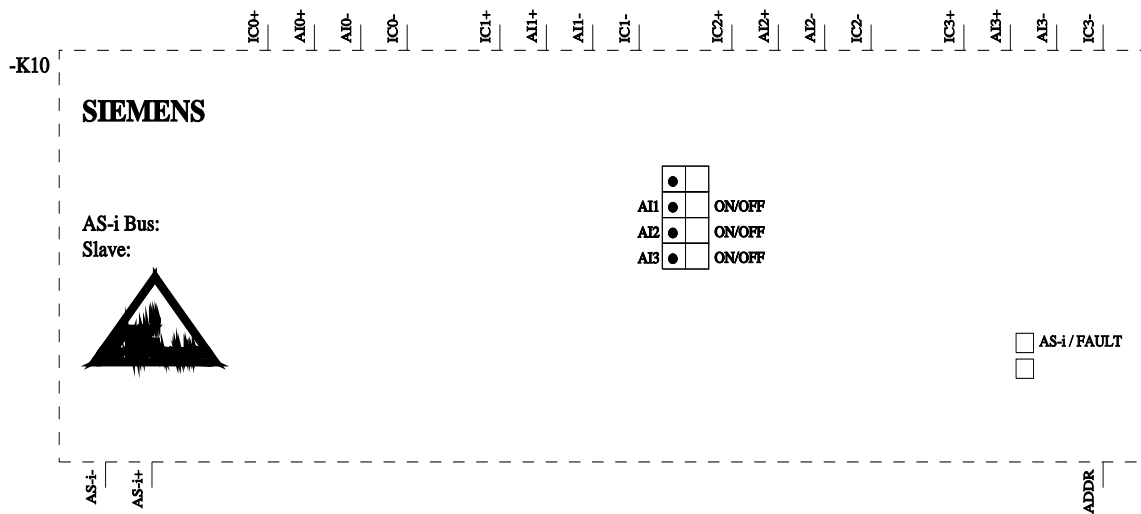 IC0+ AI0+ AI0- IC0- IC1+ AI1+ AI1- IC1- IC2+ AI2+ AI2- IC2- IC3+ AI3+ AI3- IC3-
-K10
SIEMENS
AI1 ON/OFF
AS-i Bus:
AI2 ON/OFF
Slave:
AI3 ON/OFF
AS-i / FAULT
AS-i- AS-i+ ADDR